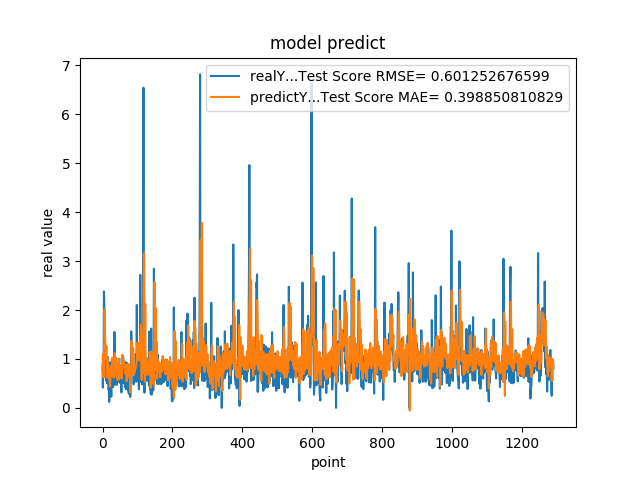 model predict
realY...Test Score RMSE= 0.601252676599
predictY...Test Score MAE= 0.398850810829
real value
7
6
5
4
3
2
1
0
0 200 400 600 800 1000 1200
point